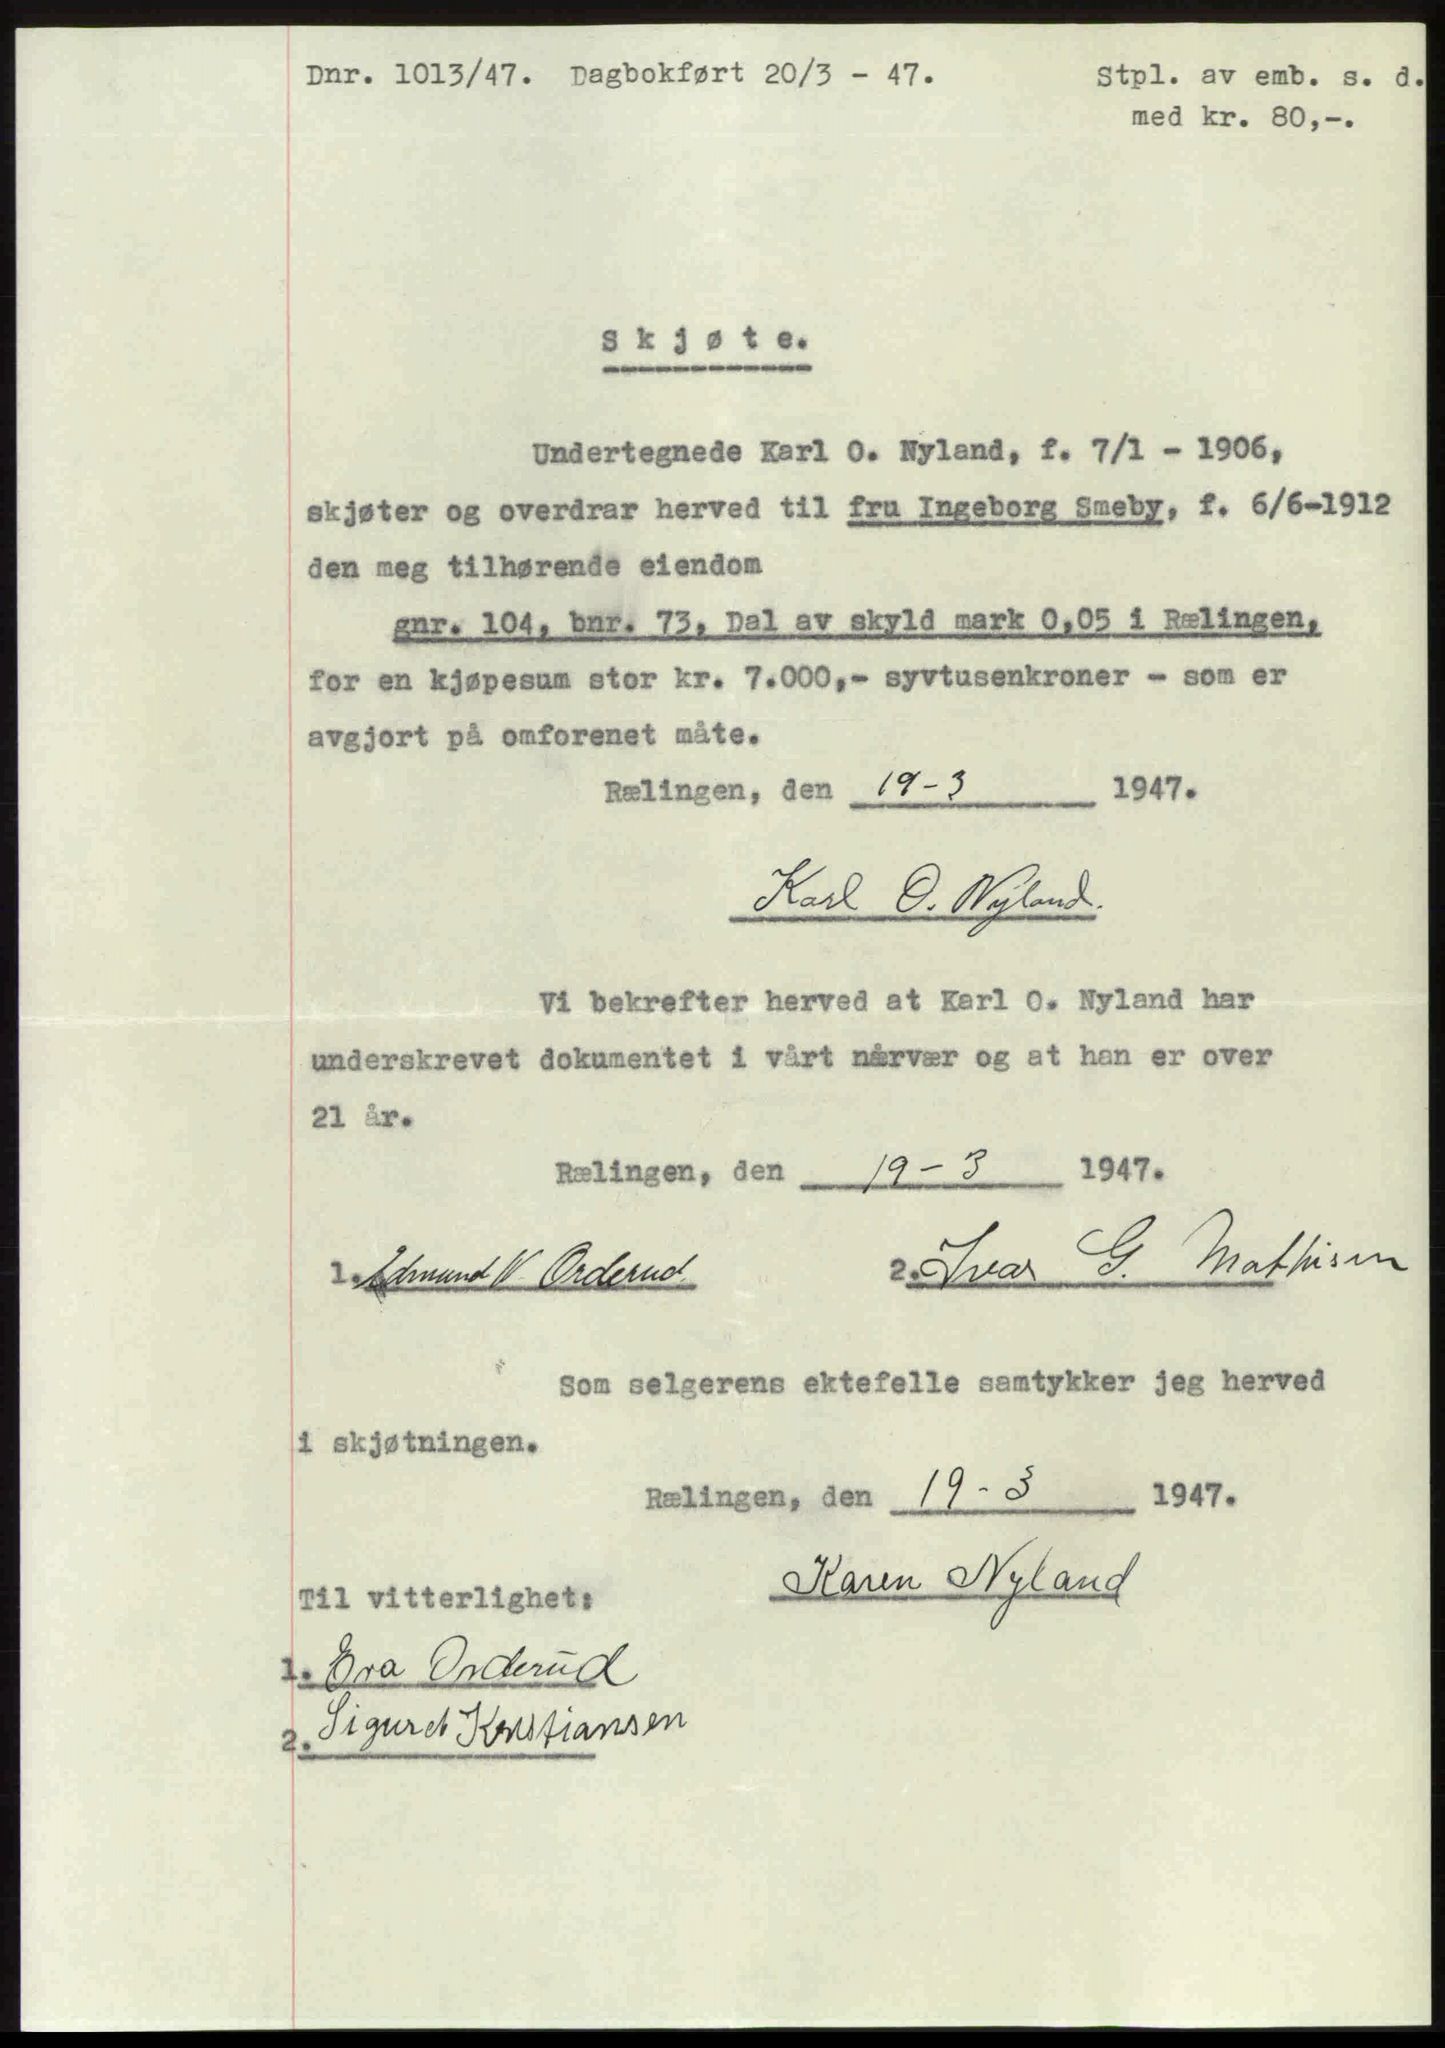 Dnr. 1013/47. Dagbokført 20/3 - 47. Stpl. av emb. s. d.
med kr. 80,-.
S k j ø t e.
Undertegnede Karl O. Nyland, f. 7/1 - 1906,
skjøter og overdrar herved til fru Ingeborg Smeby, f. 6/6-1912
den meg tilhørende eiendom
gnr. 104, bnr. 73, Dal av skyld mark 0,05 i Rælingen,
for en kjøpesum stor kr. 7.000,- syvtusenkroner - som er
avgjort på omforenet måte.
Rælingen, den 19-3 1947.
Karl O. Nyland.
Vi bekrefter herved at Karl O. Nyland har
underskrevet dokumentet i vårt nærvær og at han er over
21 år.
Rælingen, den 19-3 1947.
1. Edmund W. Orderud. 2. Ivar G. Mathisen
Som selgerens ektefelle samtykker jeg herved
i skjøtningen.
Rælingen, den 19-3 1947.
Karen Nyland
Til vitterlighet:
1. Eva Orderud
2. Sigurd Kristiansen